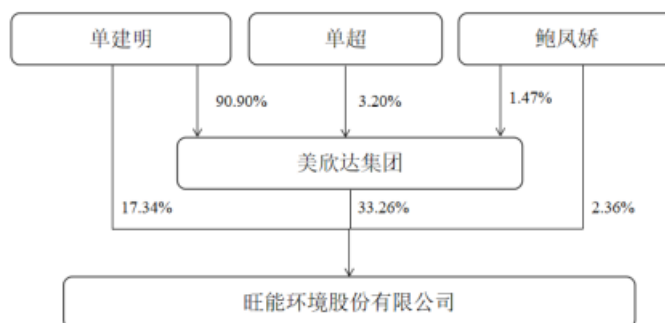 单建明 单超 鲍凤娇
90.90% 3.20% 1.47%
美欣达集团
17.34% 33.26% 2.36%
旺能环境股份有限公司